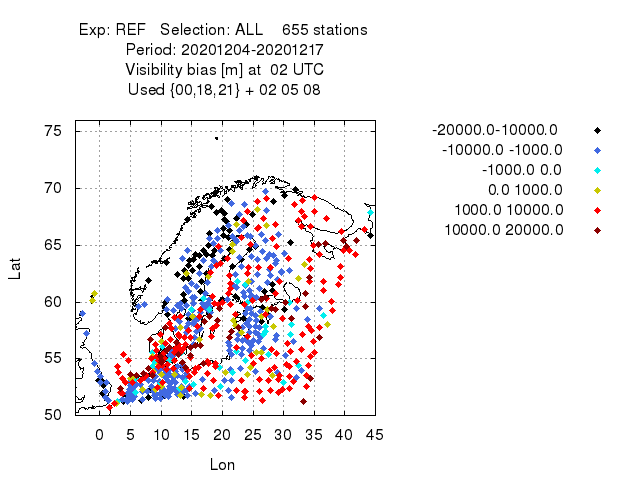 Exp: REF   Selection: ALL    655 stations
Period: 20201204-20201217
Visibility bias [m] at  02 UTC
Used {00,18,21} + 02 05 08
-20000.0-10000.0
-10000.0 -1000.0
-1000.0 0.0
0.0 1000.0
1000.0 10000.0
10000.0 20000.0
75
70
65
60
55
50
Lat
0 5 10 15 20 25 30 35 40 45
Lon